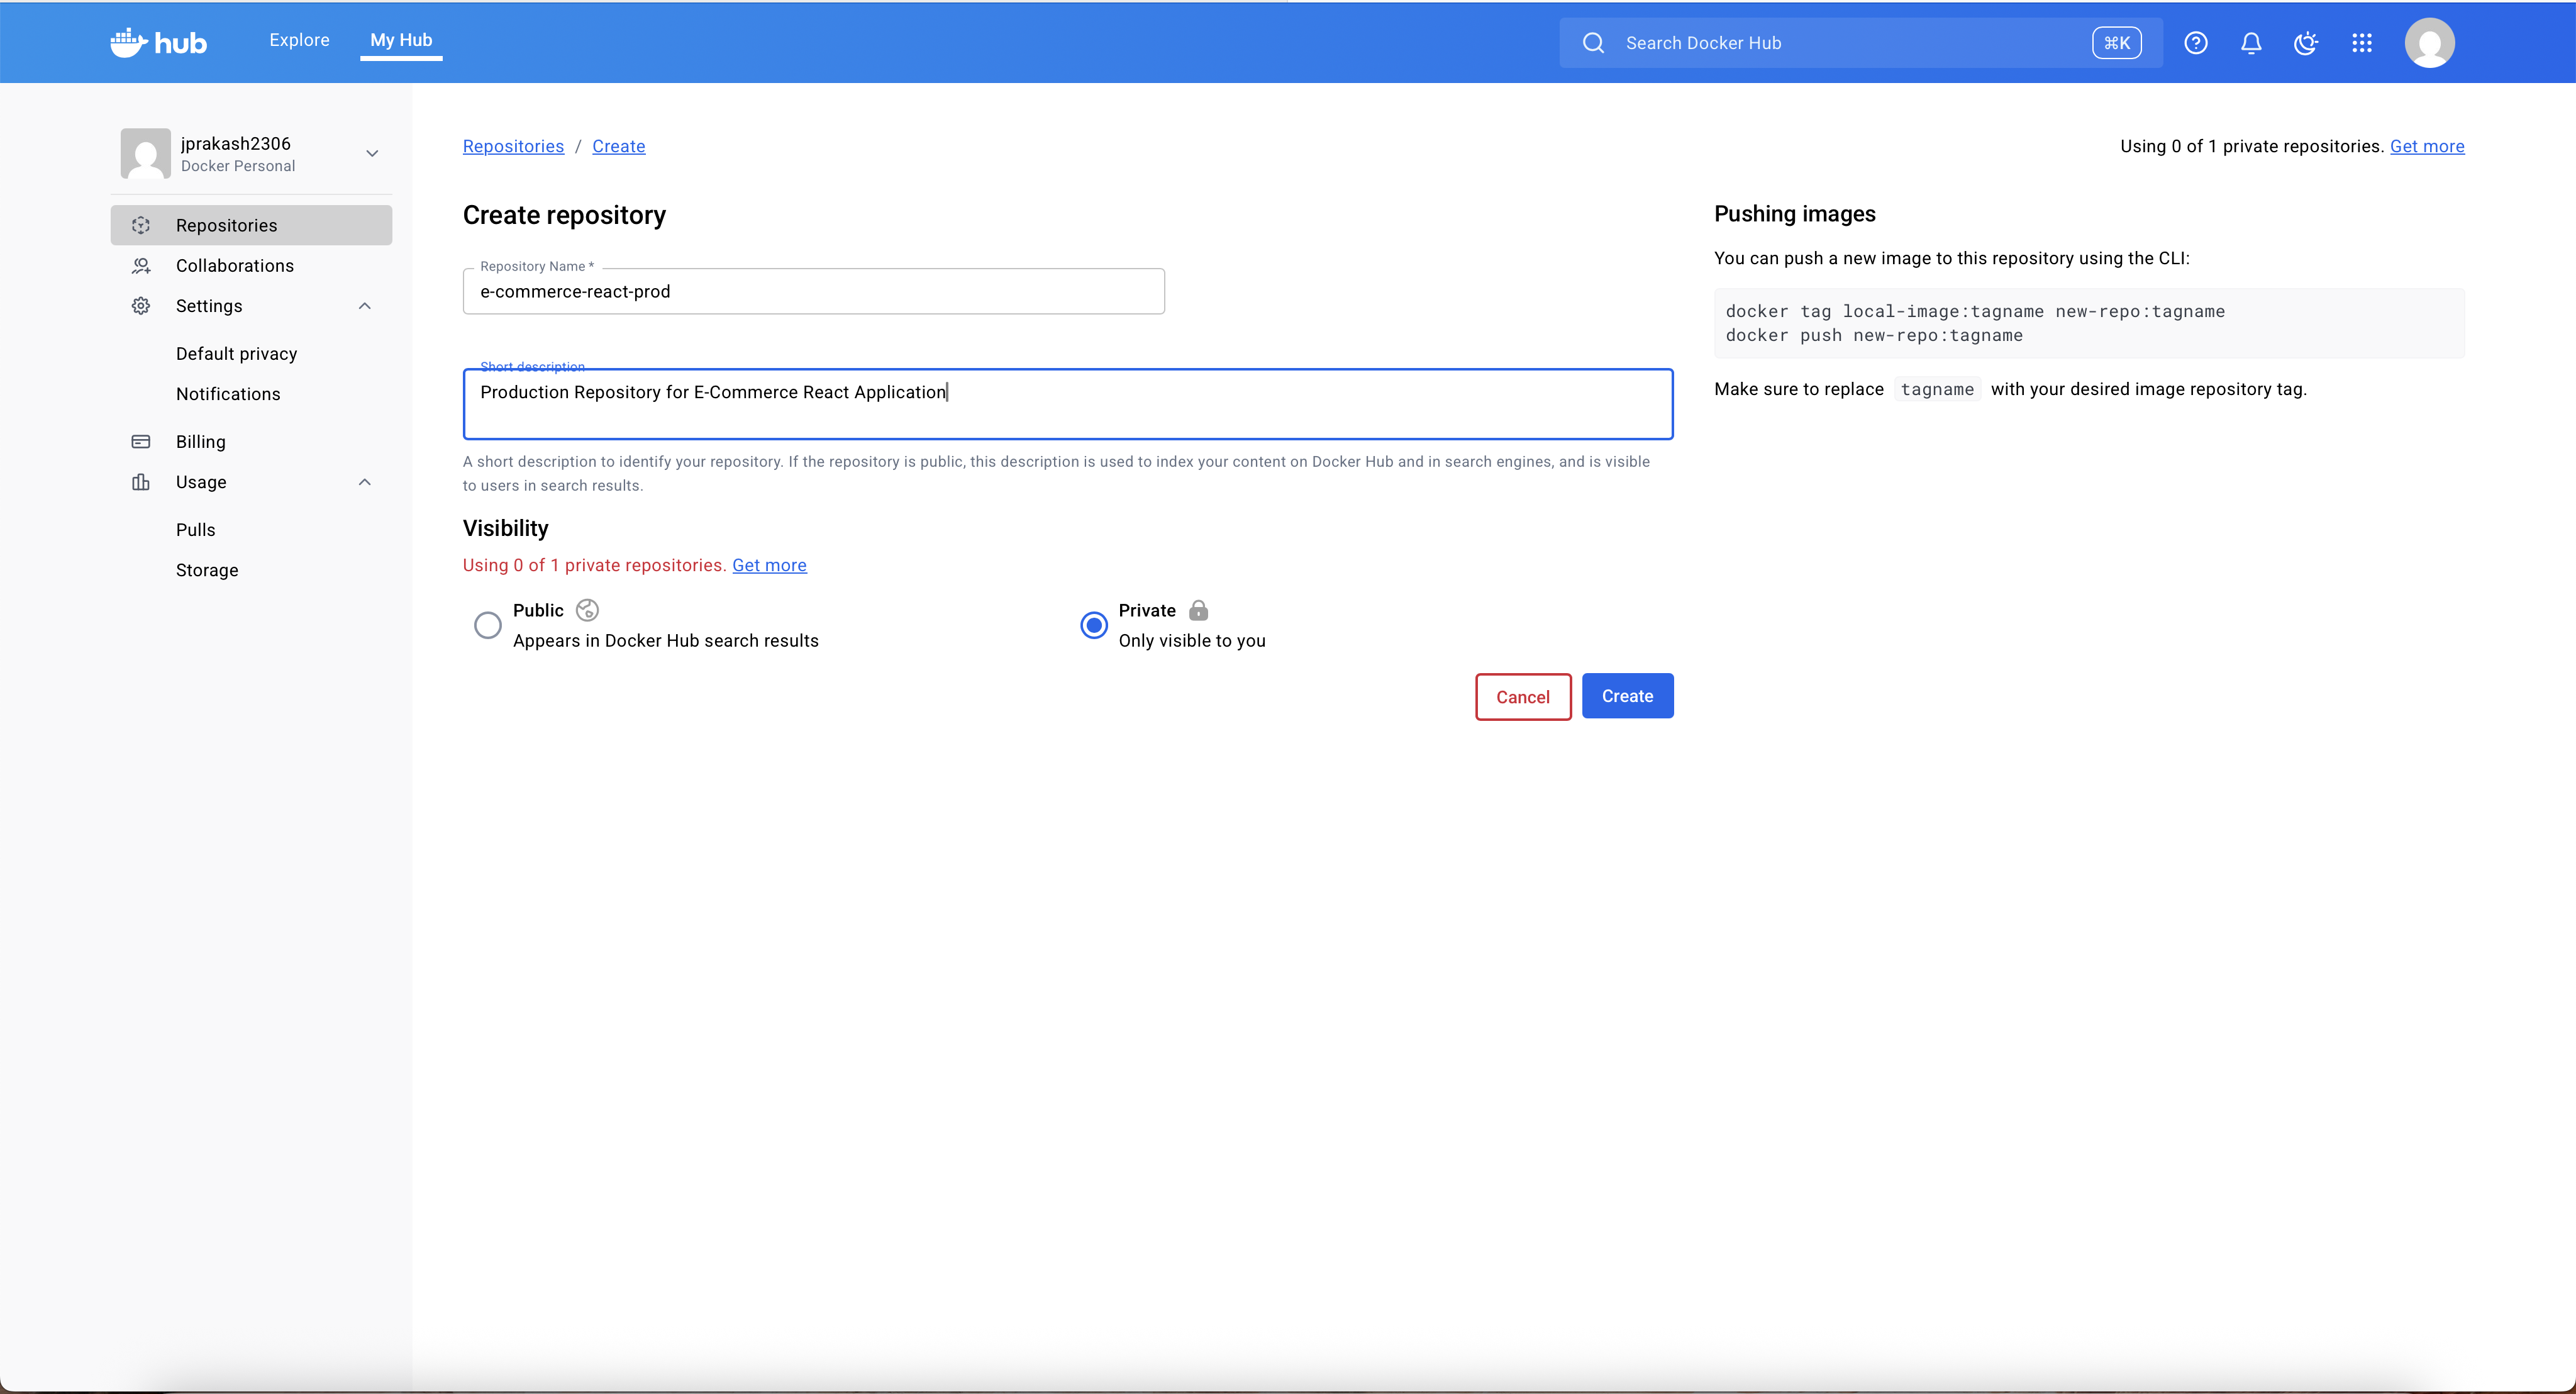 hub
Explore
My Hub
Search Docker Hub
⌘K
jprakash2306
Docker Personal
Repositories
Collaborations
Settings
Default privacy
Notifications
Billing
Usage
Pulls
Storage
Repositories / Create
Using 0 of 1 private repositories. Get more
Create repository
Repository Name *
e-commerce-react-prod
Short description
Production Repository for E-Commerce React Application
A short description to identify your repository. If the repository is public, this description is used to index your content on Docker Hub and in search engines, and is visible
to users in search results.
Visibility
Using 0 of 1 private repositories. Get more
Public
Appears in Docker Hub search results
Private
Only visible to you
Cancel
Create
Pushing images
You can push a new image to this repository using the CLI:
docker tag local-image:tagname new-repo:tagname
docker push new-repo:tagname
Make sure to replace tagname with your desired image repository tag.